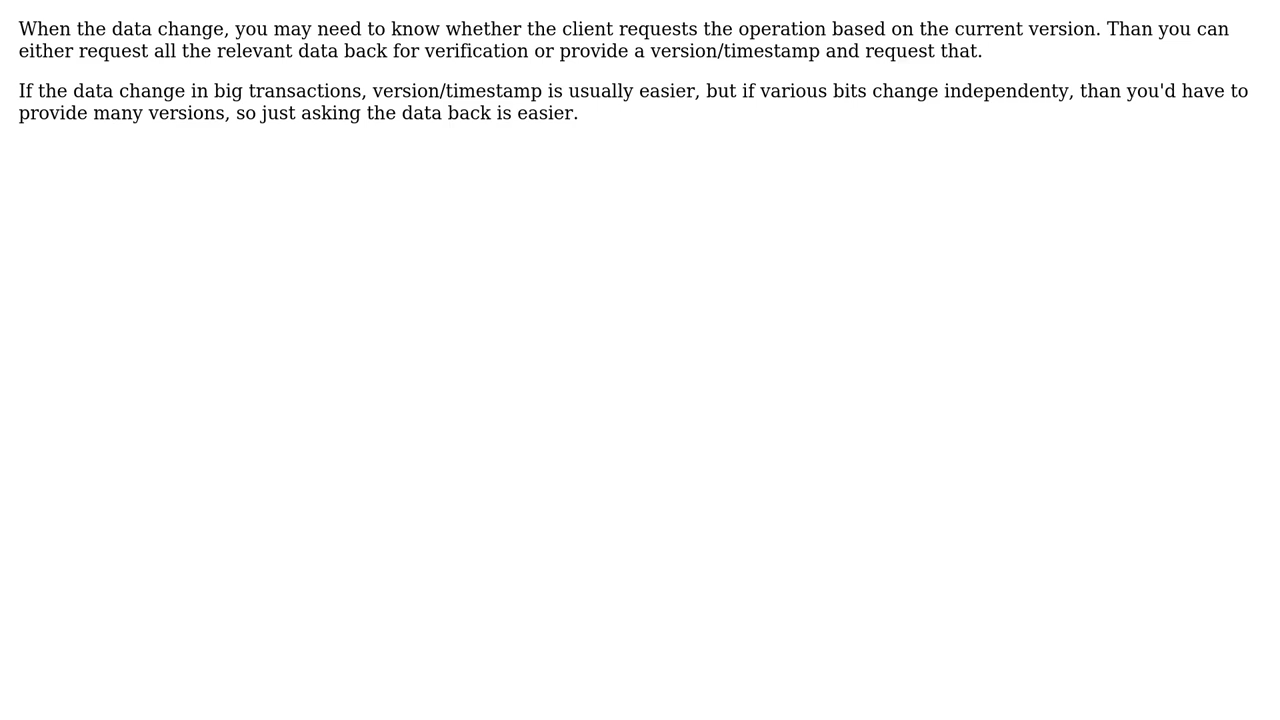 When the data change, you may need to know whether the client requests the operation based on the current version. Than you can
either request all the relevant data back for verification or provide a version/timestamp and request that.
If the data change in big transactions, version/timestamp is usually easier, but if various bits change independenty, than you'd have to
provide many versions, so just asking the data back is easier.